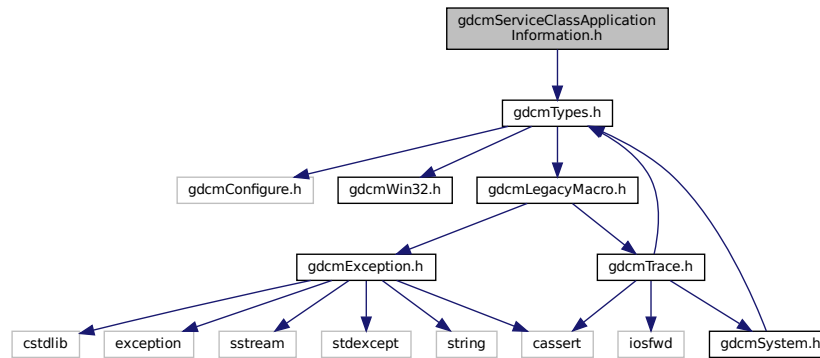 gdcmServiceClassApplication
Information.h
gdcmTypes.h
gdcmConfigure.h
gdcmWin32.h
gdcmLegacyMacro.h
gdcmException.h
gdcmTrace.h
cstdlib
exception
sstream
stdexcept
string
cassert
iosfwd
gdcmSystem.h